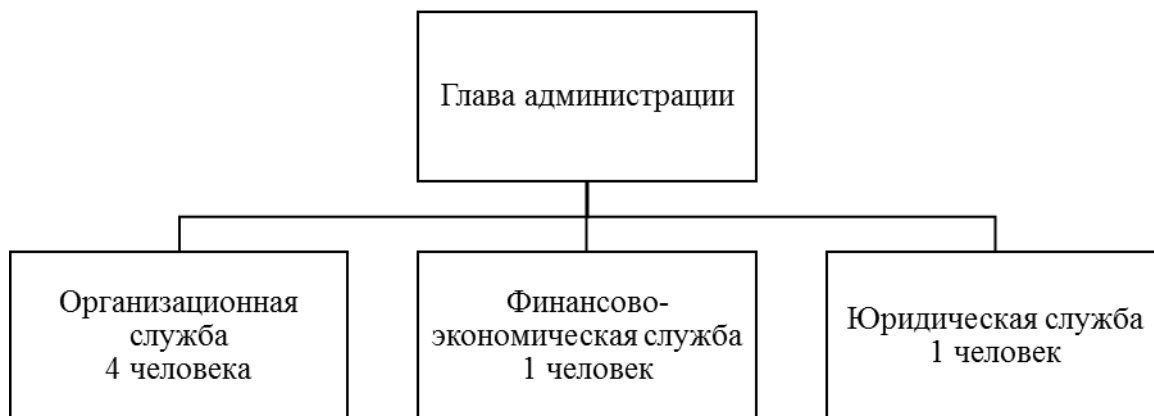 Глава администрации
Организационная
служба
4 человека
Финансово-
экономическая служба
1 человек
Юридическая служба
1 человек